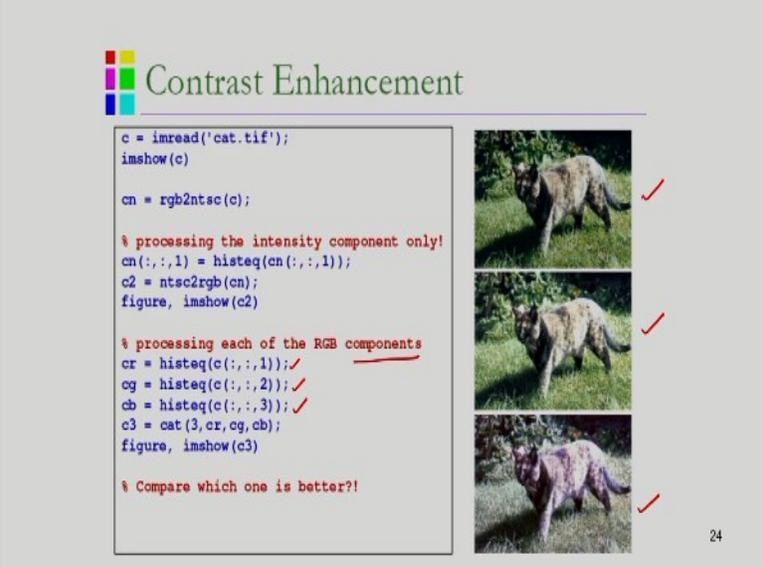 Contrast Enhancement
c = imread('cat.tif');
imshow(c)
cn = rgb2ntsc(c);
% processing the intensity component only!
cn(:,:,1) = histeq(cn(:,:,1));
c2 = ntsc2rgb(cn);
figure, imshow(c2)
% processing each of the RGB components
cr = histeq(c(:,:,1));
cg = histeq(c(:,:,2));
cb = histeq(c(:,:,3));
c3 = cat(3,cr,cg,cb);
figure, imshow(c3)
% Compare which one is better?!
24